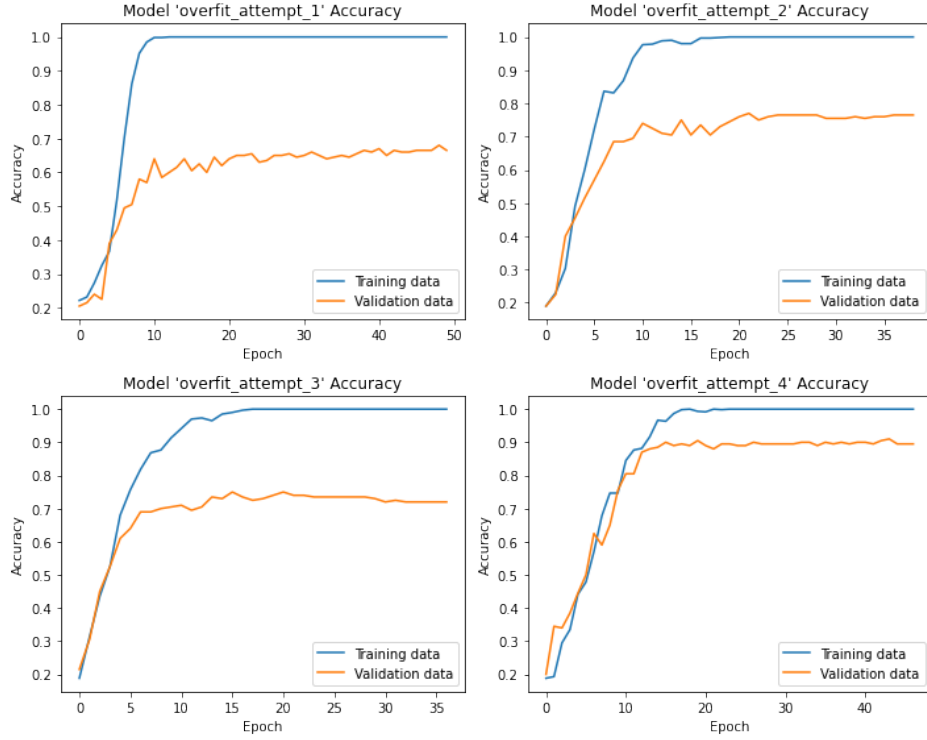 Model 'overfit_attempt_1' Accuracy
1.0
0.9
0.8
0.7
0.6
0.5
0.4
0.3
0.2
Accuracy
Training data
Validation data
0 10 20 30 40 50
Epoch
Model 'overfit_attempt_2' Accuracy
1.0
0.9
0.8
0.7
0.6
0.5
0.4
0.3
0.2
Accuracy
Training data
Validation data
0 5 10 15 20 25 30 35
Epoch
Model 'overfit_attempt_3' Accuracy
1.0
0.9
0.8
0.7
0.6
0.5
0.4
0.3
0.2
Accuracy
Training data
Validation data
0 5 10 15 20 25 30 35
Epoch
Model 'overfit_attempt_4' Accuracy
1.0
0.9
0.8
0.7
0.6
0.5
0.4
0.3
0.2
Accuracy
Training data
Validation data
0 10 20 30 40
Epoch